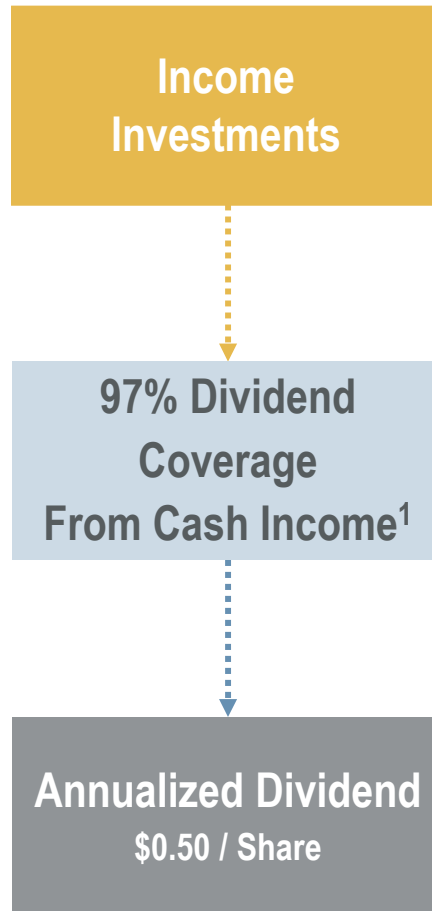 Income
Investments
97% Dividend
Coverage
From Cash Income¹
Annualized Dividend
$0.50 / Share